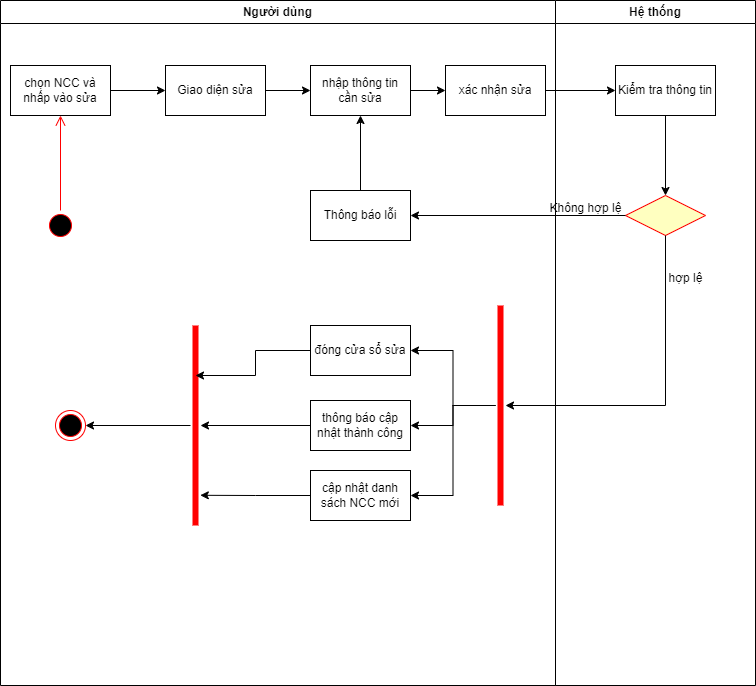 Người dùng
Hệ thống
chọn NCC và
nhấp vào sửa
Giao diện sửa
nhập thông tin
cần sửa
xác nhận sửa
Kiểm tra thông tin
Thông báo lỗi
Không hợp lệ
hợp lệ
đóng cửa sổ sửa
thông báo cập
nhật thành công
cập nhật danh
sách NCC mới